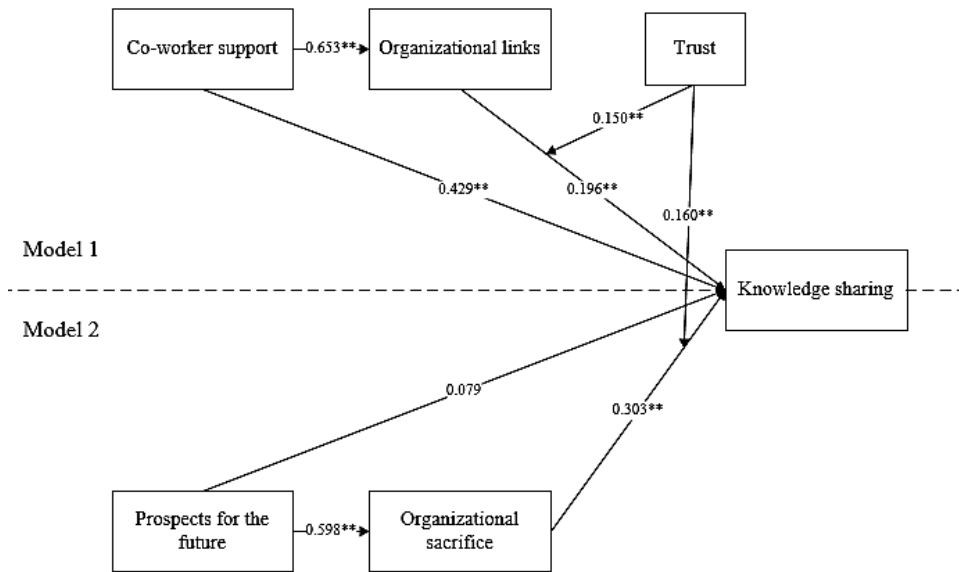 Co-worker support
0.653**
Organizational links
Trust
0.150**
0.429**
0.196**
0.160**
Model 1
Knowledge sharing
Model 2
0.079
0.303**
Prospects for the
future
0.598**
Organizational
sacrifice